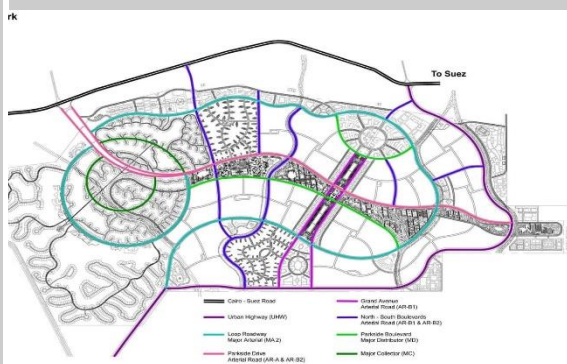 rk
To Suez
Cairo - Suez Road
Urban Highway (UHW)
Loop Roadway
Major Arterial (MA.2)
Parkside Drive
Arterial Road (AR-A & AR-B2)
Grand Avenue
Arterial Road (AR-B1)
North - South Boulevards
Arterial Road (AR-B1 & AR-B2)
Parkside Boulevard
Major Distributor (MD)
Major Collector (MC)